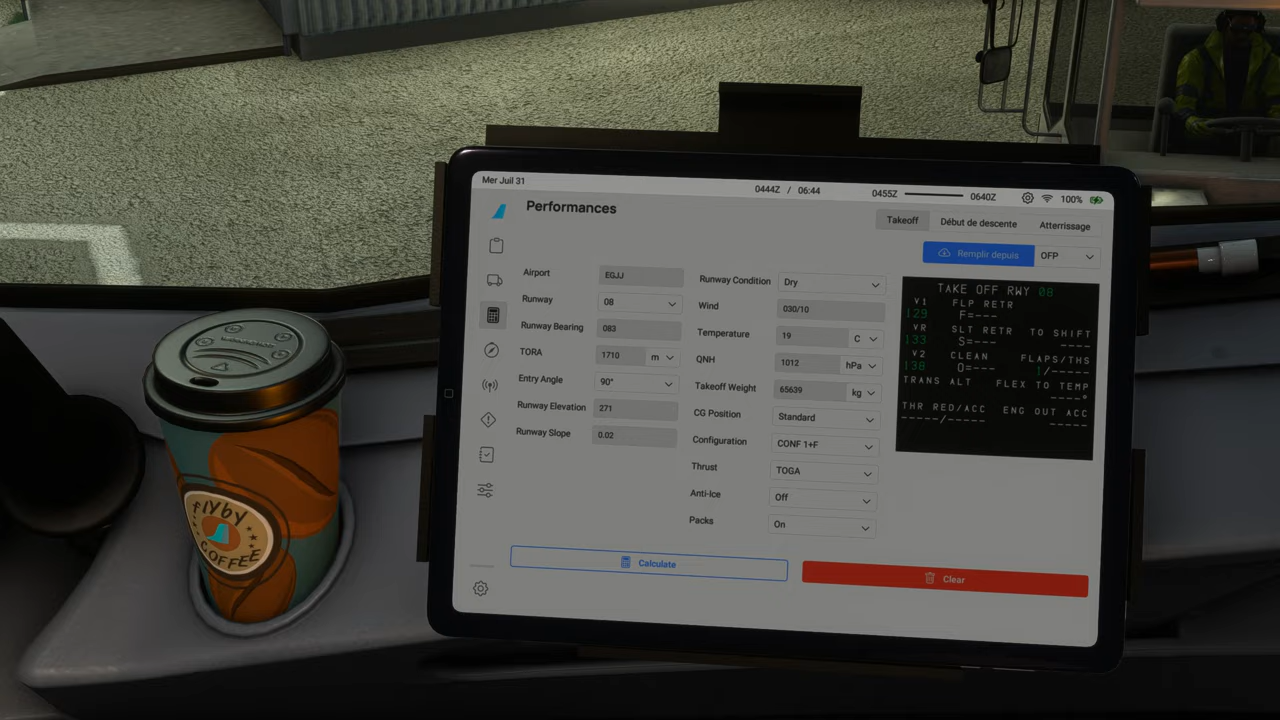 Mer Juil 31
0444Z / 06:44
0455Z
0640Z
100%
Performances
Takeoff
Début de descente
Atterrissage
Remplir depuis
OFP
Airport
EGJJ
Runway
08
Runway Bearing
083
TORA
1710
m
Entry Angle
90°
Runway Elevation
271
Runway Slope
0.02
Runway Condition
Dry
Wind
030/10
Temperature
19
C
QNH
1012
hPa
Takeoff Weight
65639
kg
CG Position
Standard
Configuration
CONF 1+F
Thrust
TOGA
Anti-Ice
Off
Packs
On
TAKE OFF RWY 08
V1 FLP RETR
129 F=---
VR SLT RETR TO SHIFT
133 S=--- ----
V2 CLEAN FLAPS/THS
138 O=--- 1/-----
TRANS ALT FLEX TO TEMP
----°
THR RED/ACC ENG OUT ACC
-----/----- -----
Calculate
Clear
flyby
COFFEE